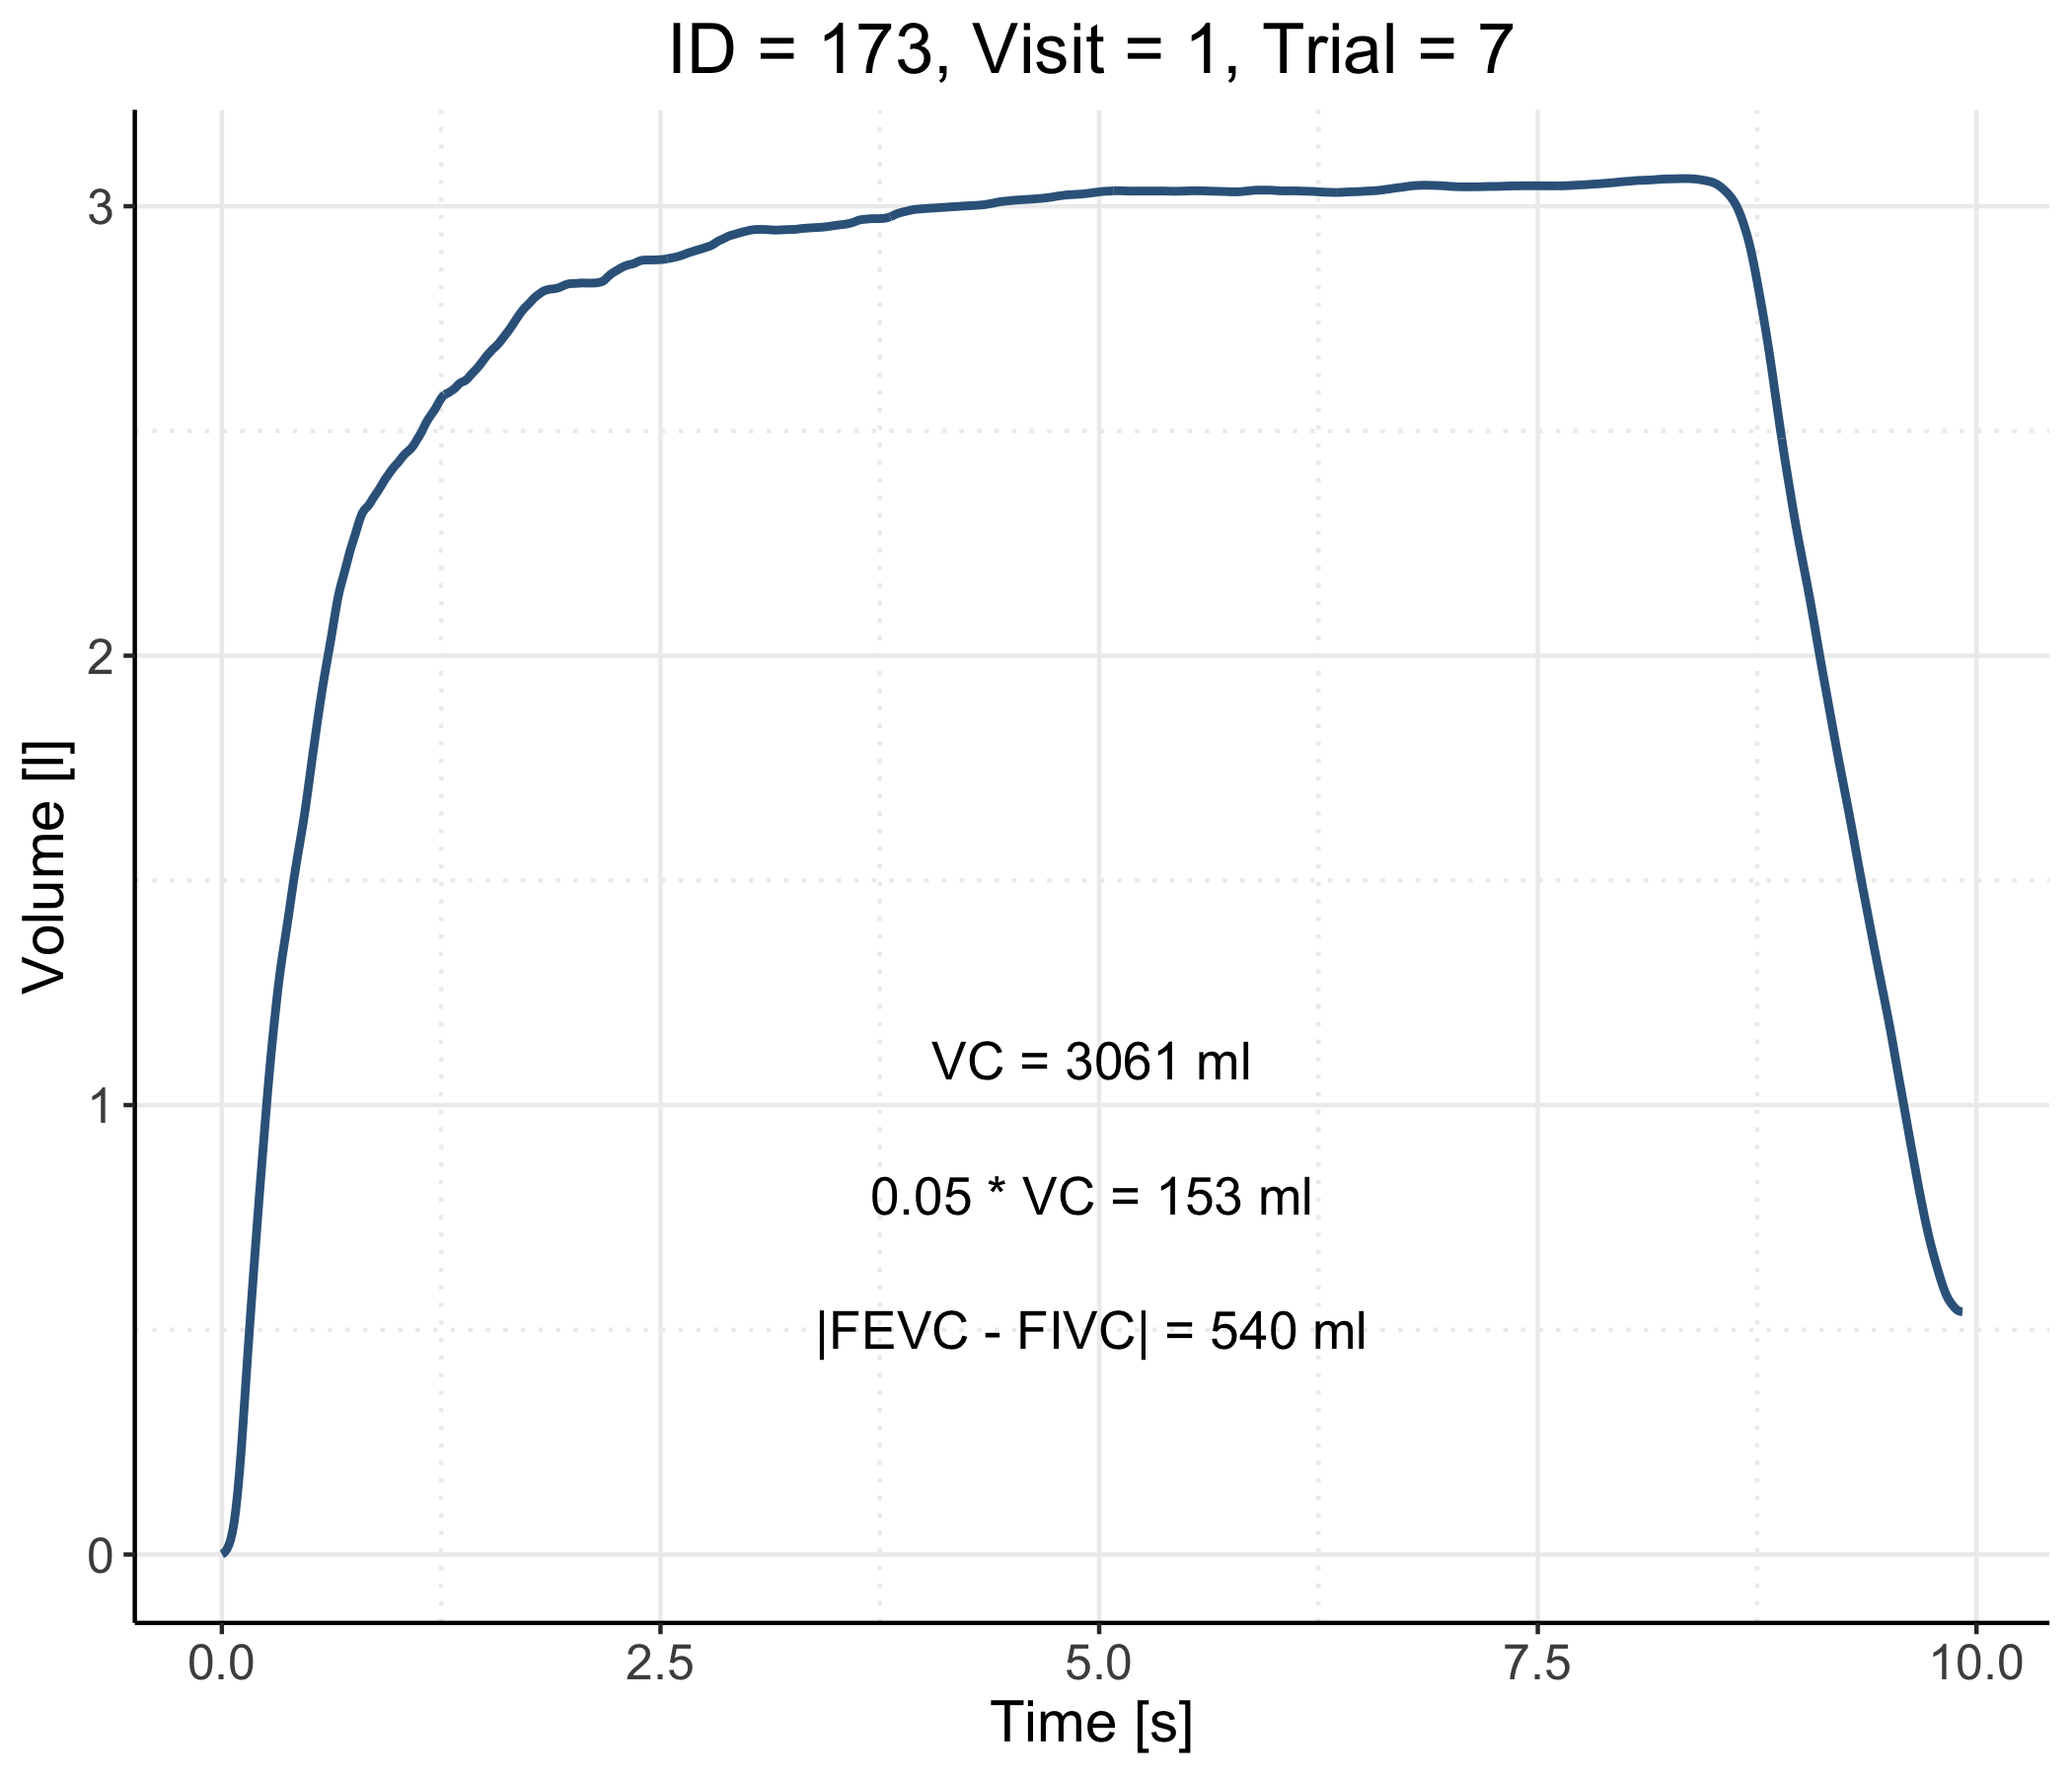 ID = 173, Visit = 1, Trial = 7
3
2
1
0
Volume [l]
VC = 3061 ml
0.05 * VC = 153 ml
|FEVC - FIVC| = 540 ml
0.0 2.5 5.0 7.5 10.0
Time [s]